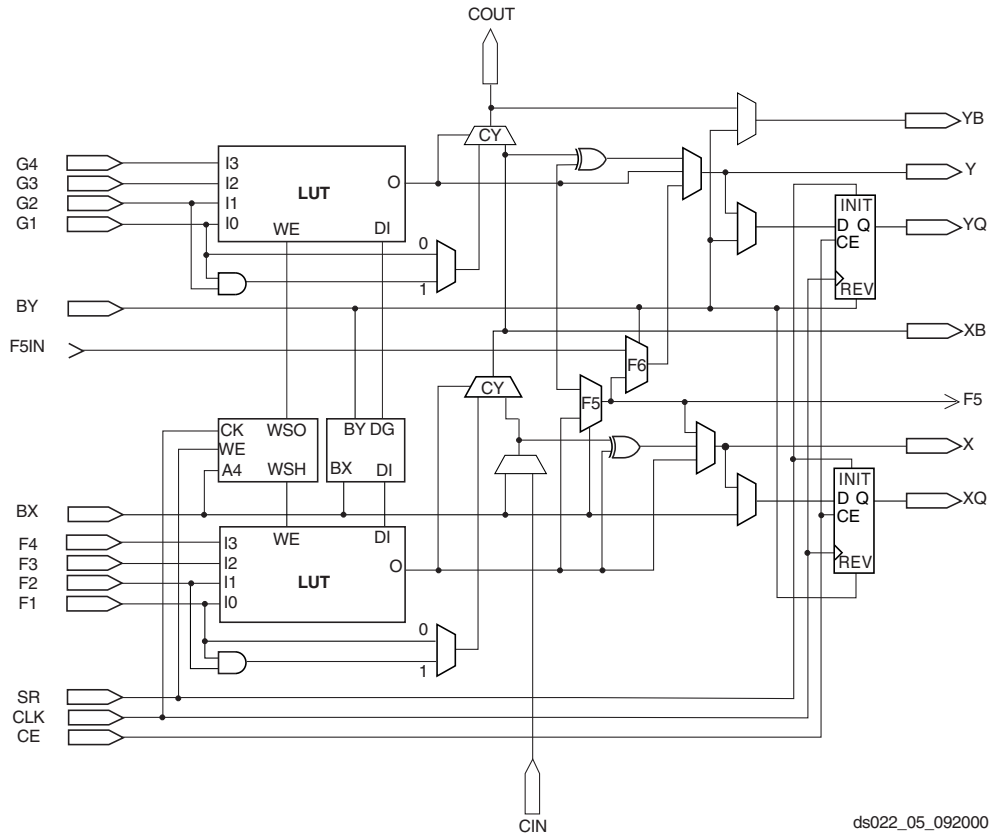 COUT
CY
YB
G4
G3
G2
G1
I3
I2
I1
I0
LUT
O
WE
DI
Y
INIT
D Q
CE
REV
YQ
0
1
BY
XB
F5IN
F6
CY
F5
F5
CK
WE
A4
WSO
WSH
BY DG
BX
DI
X
INIT
D Q
CE
REV
XQ
BX
F4
F3
F2
F1
I3
I2
I1
I0
WE
DI
LUT
O
0
1
SR
CLK
CE
CIN
ds022_05_092000